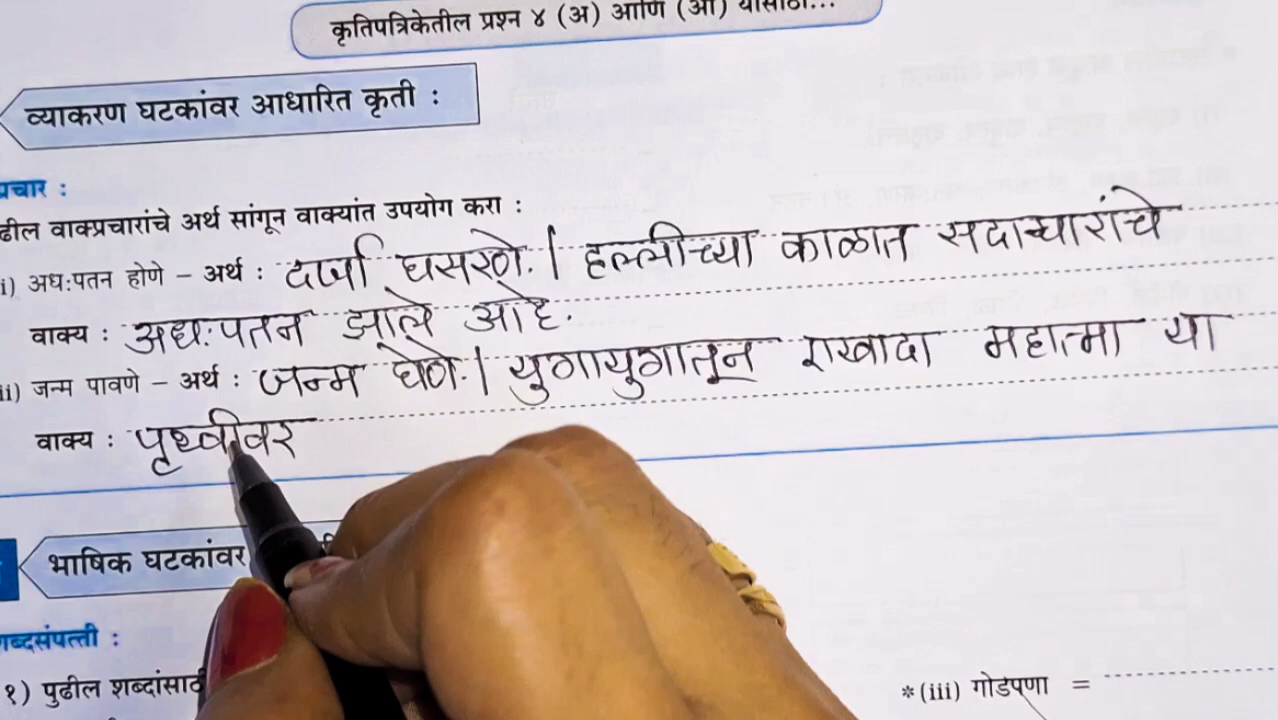 कृतिपत्रिकेतील प्रश्न ४ (अ) आणि (आ) यासाठी...
व्याकरण घटकांवर आधारित कृती :
प्रचार :
ढील वाक्प्रचारांचे अर्थ सांगून वाक्यांत उपयोग करा :
i) अधःपतन होणे – अर्थ : दर्जा घसरणे. | हल्लीच्या काळात सदाचारांचे
वाक्य : अधःपतन झाले आहे.
ii) जन्म पावणे – अर्थ : जन्म घेणे. | युगायुगातून एखादा महात्मा या
वाक्य : पृथ्वीवर
भाषिक घटकांवर
ब्दसंपत्ती :
१) पुढील शब्दांसाठी
*(iii) गोडपणा =